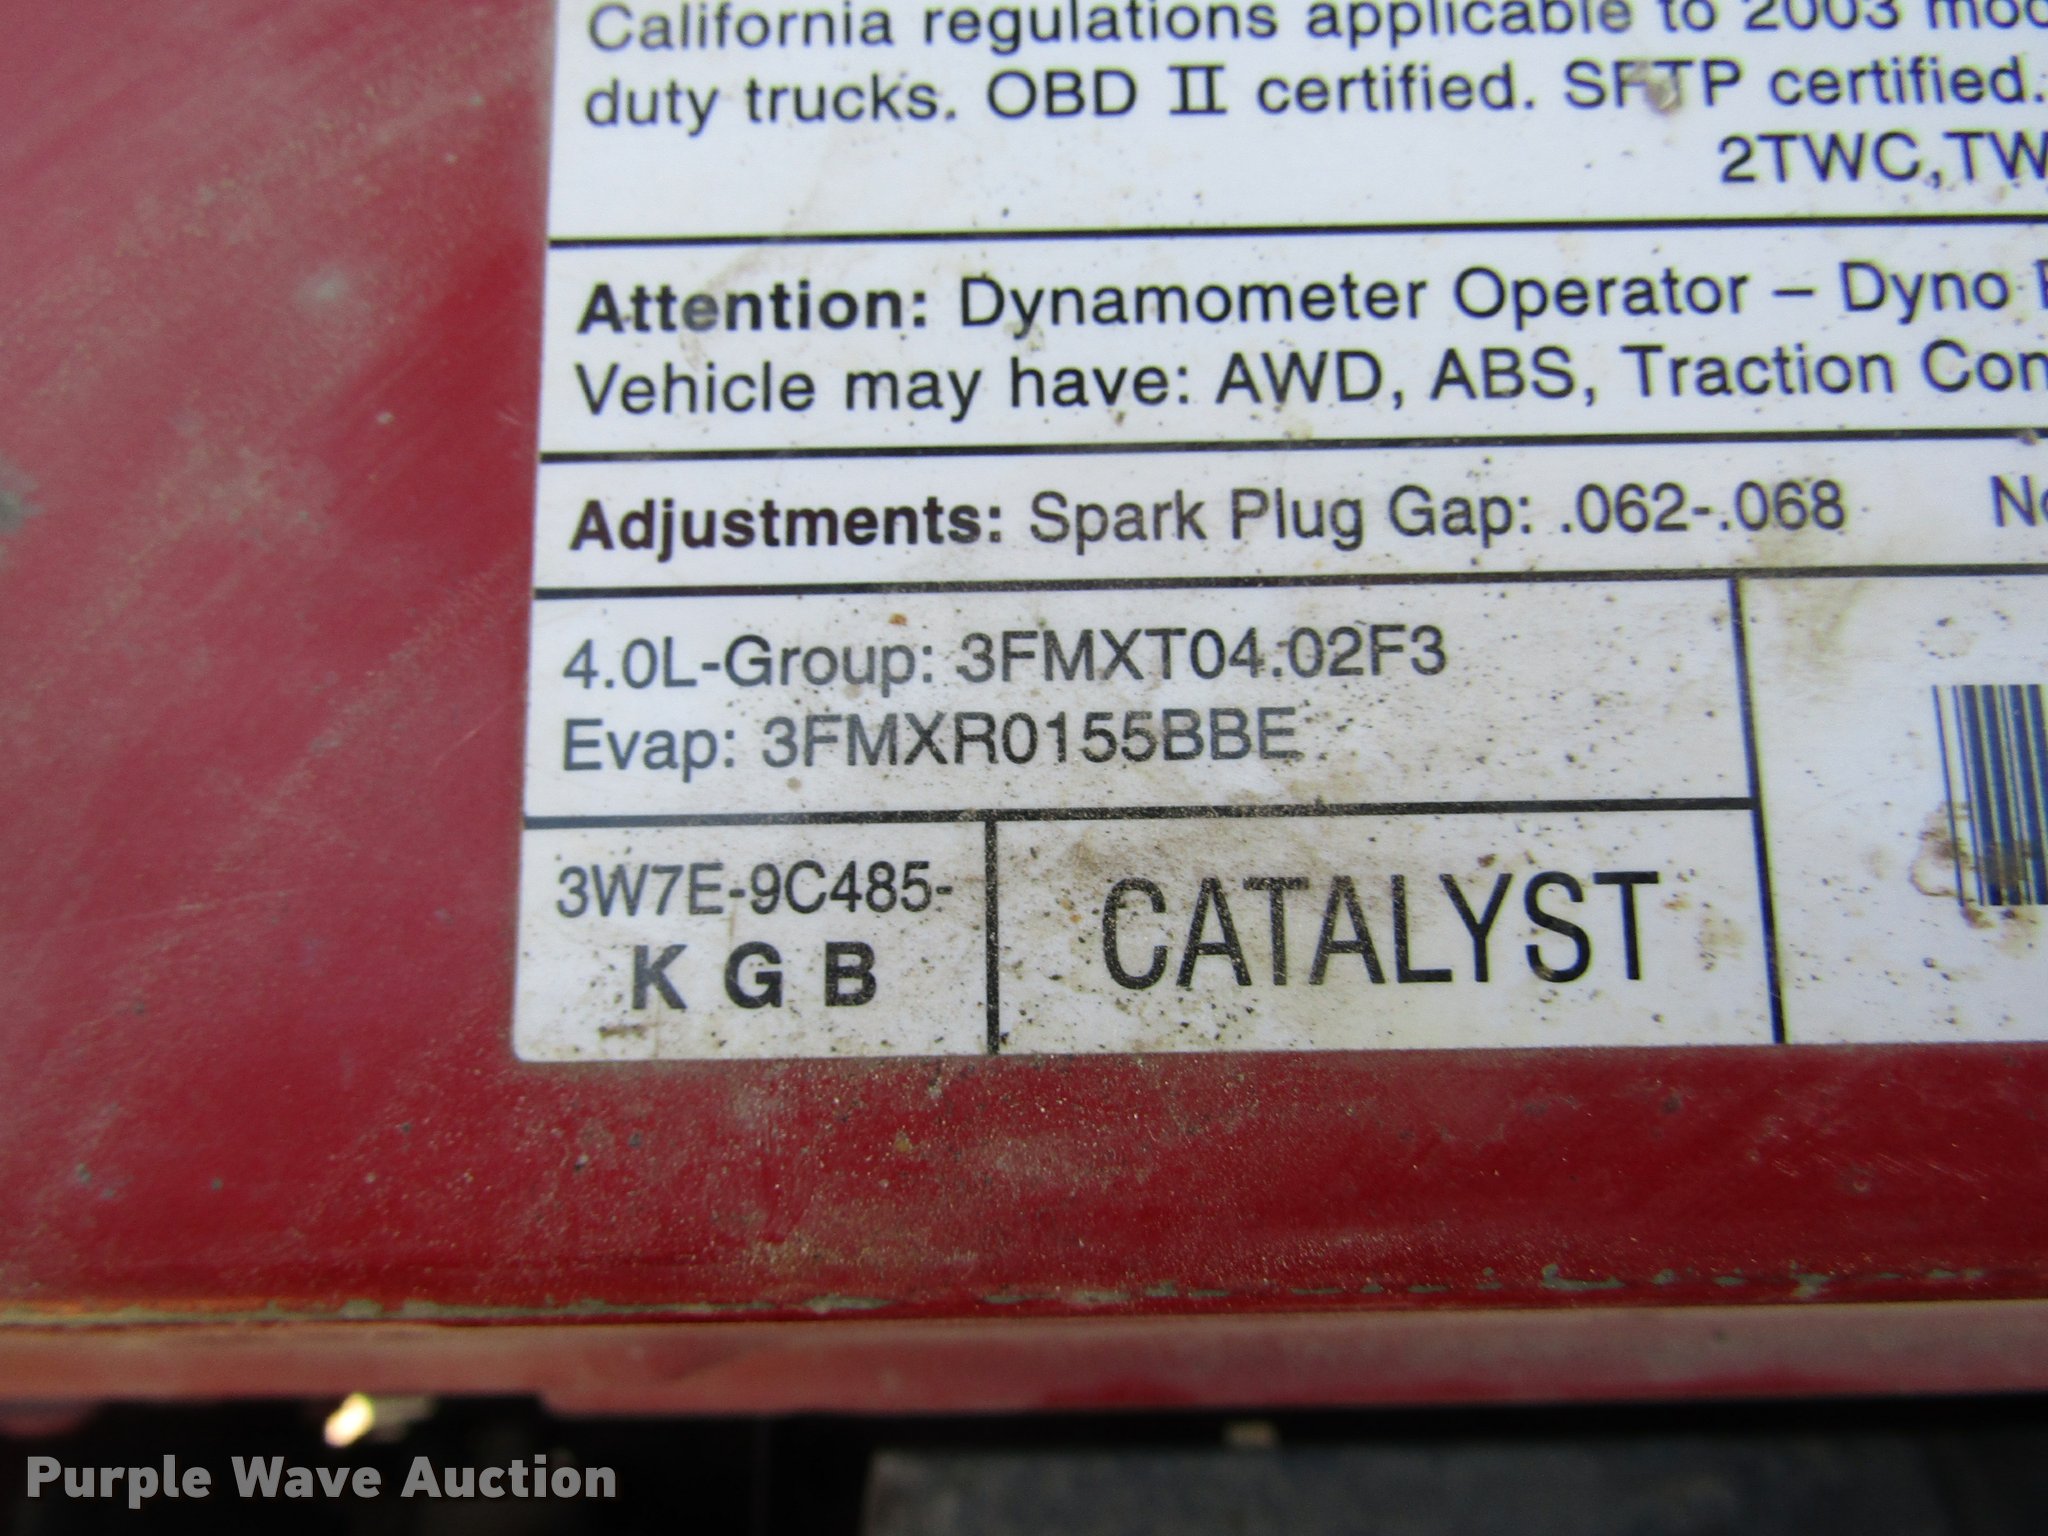 California regulations applicable to 2003
duty trucks. OBD II certified. SFTP certified.
2TWC,TW
Attention: Dynamometer Operator – Dyno
Vehicle may have: AWD, ABS, Traction Con
Adjustments: Spark Plug Gap: .062-.068 No
4.0L-Group: 3FMXT04.02F3
Evap: 3FMXR0155BBE
3W7E-9C485-
K G B
CATALYST
Purple Wave Auction